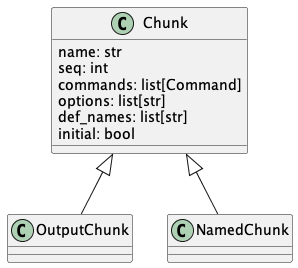 C Chunk
name: str
seq: int
commands: list[Command]
options: list[str]
def_names: list[str]
initial: bool
C OutputChunk
C NamedChunk